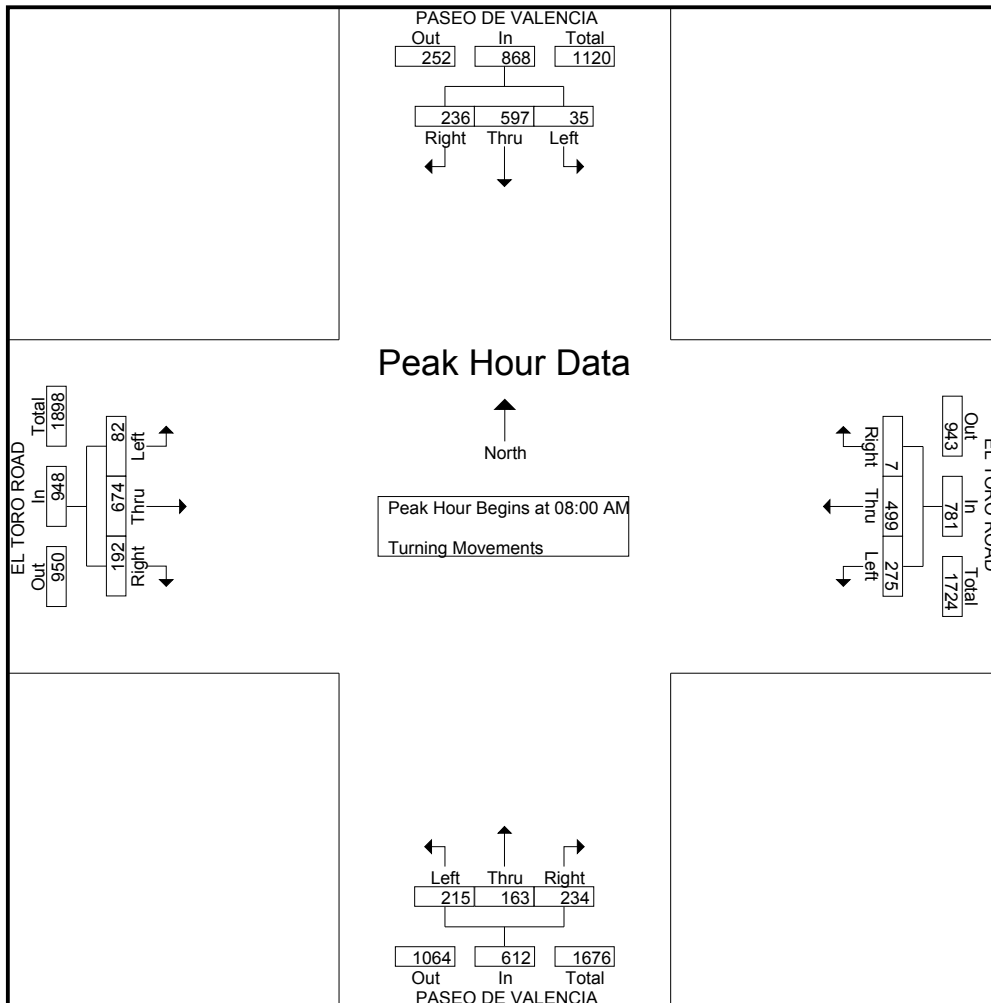 PASEO DE VALENCIA
Out In Total
252 868 1120
236 597 35
Right Thru Left
Peak Hour Data
North
Peak Hour Begins at 08:00 AM
Turning Movements
EL TORO ROAD
Total In Out
1898 948 950
82 674 192
Left Thru Right
Right Thru Left
7 499 275
943 781 1724
Out In Total
EL TORO ROAD
Left Thru Right
215 163 234
1064 612 1676
Out In Total
PASEO DE VALENCIA